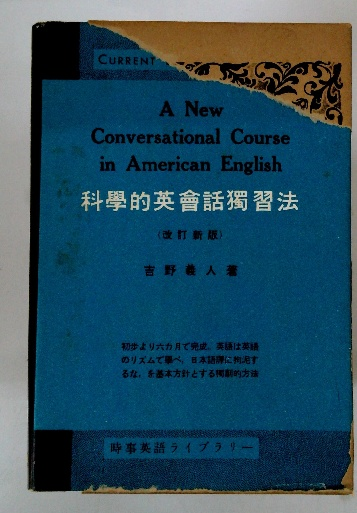 CURRENT
A New
Conversational Course
in American English
科學的英會話獨習法
(改訂新版)
吉野義人著
初歩より六カ月で完成。英語は英語
のリズムで學べ、日本語譯に拘泥す
るな。を基本方針とする獨創的方法
時事英語ライブラリー